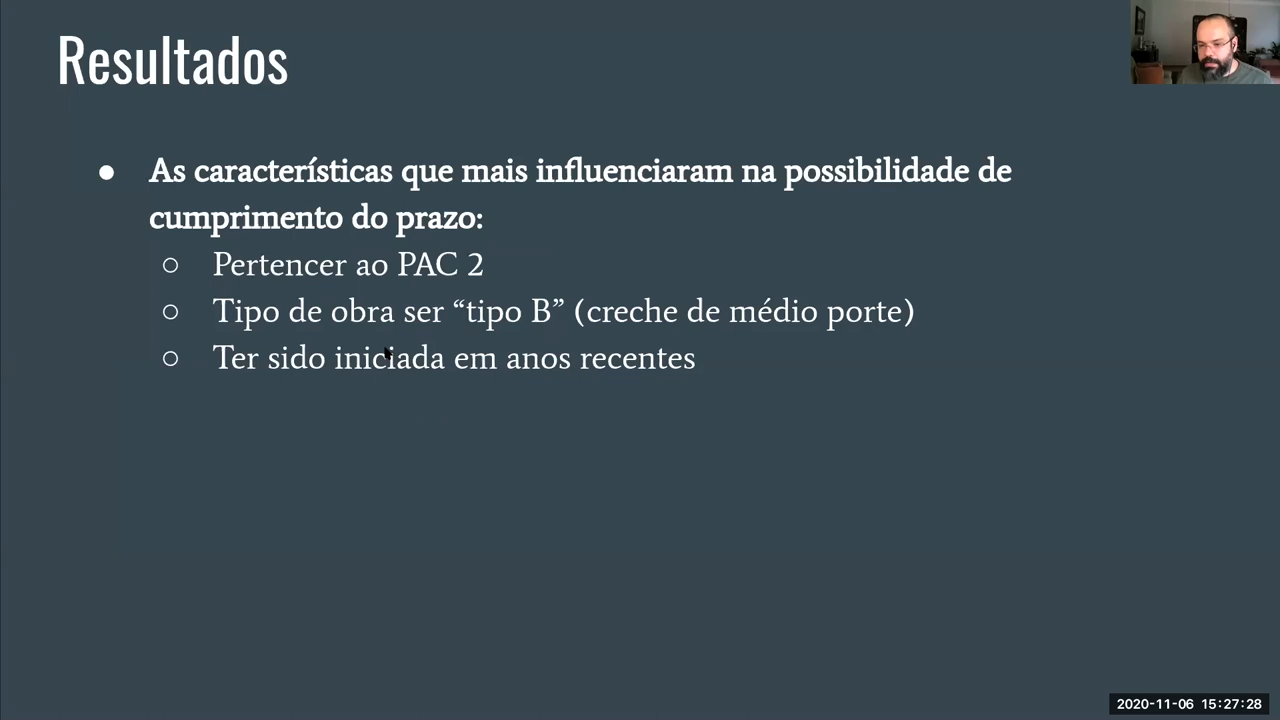 Resultados
● As características que mais influenciaram na possibilidade de
cumprimento do prazo:
○ Pertencer ao PAC 2
○ Tipo de obra ser “tipo B” (creche de médio porte)
○ Ter sido iniciada em anos recentes
2020-11-06 15:27:28